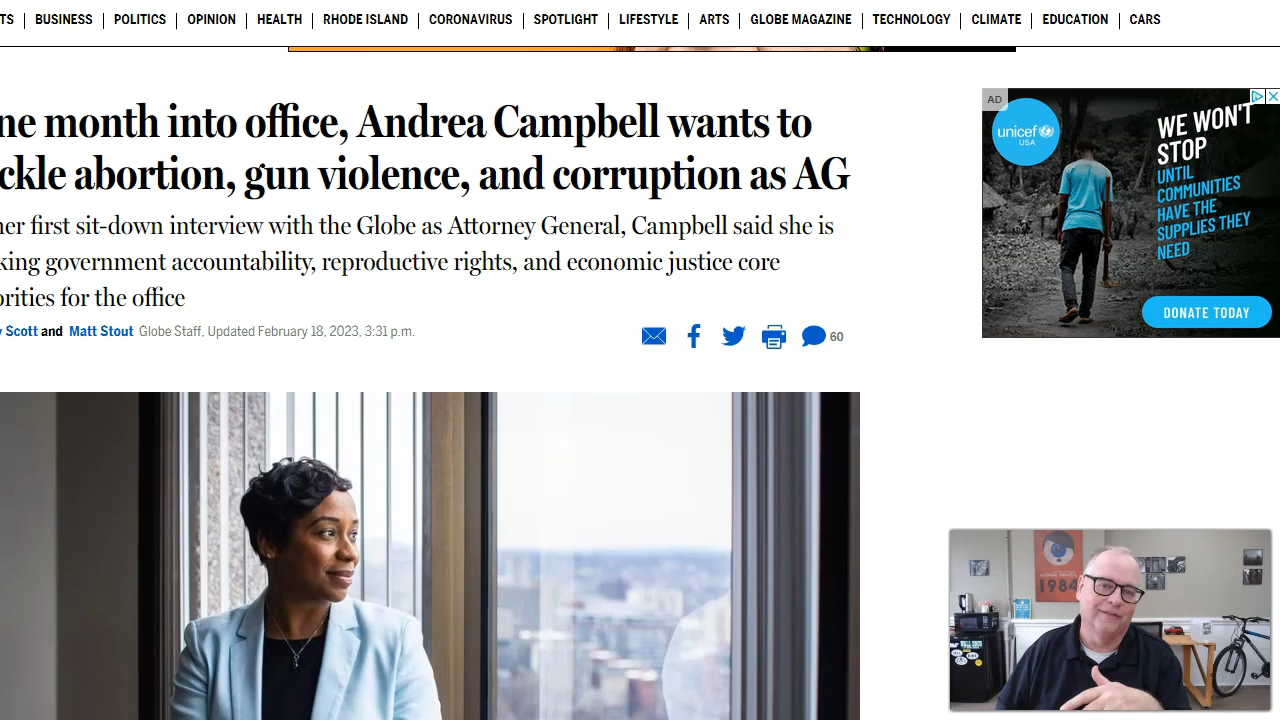 TS BUSINESS POLITICS OPINION HEALTH RHODE ISLAND CORONAVIRUS SPOTLIGHT LIFESTYLE ARTS GLOBE MAGAZINE TECHNOLOGY CLIMATE EDUCATION CARS
ne month into office, Andrea Campbell wants to
ckle abortion, gun violence, and corruption as AG
her first sit-down interview with the Globe as Attorney General, Campbell said she is
king government accountability, reproductive rights, and economic justice core
orities for the office
y Scott and Matt Stout Globe Staff, Updated February 18, 2023, 3:31 p.m.
60
AD
unicef
USA
WE WON'T
STOP
UNTIL
COMMUNITIES
HAVE THE
SUPPLIES THEY
NEED
DONATE TODAY
1984